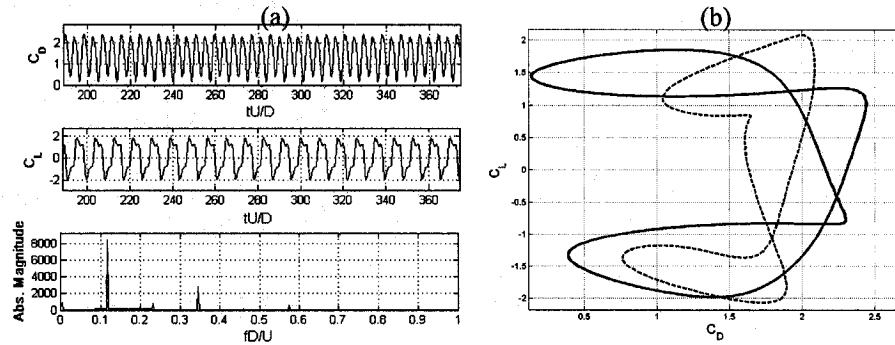 (a)
C_D
2
1
0
200 220 240 260 280 300 320 340 360
tU/D
C_L
2
0
-2
200 220 240 260 280 300 320 340 360
tU/D
Abs. Magnitude
8000
6000
4000
2000
0
0 0.1 0.2 0.3 0.4 0.5 0.6 0.7 0.8 0.9 1
fD/U
(b)
C_L
2
1.5
1
0.5
0
-0.5
-1
-1.5
-2
0.5 1 1.5 2 2.5
C_D